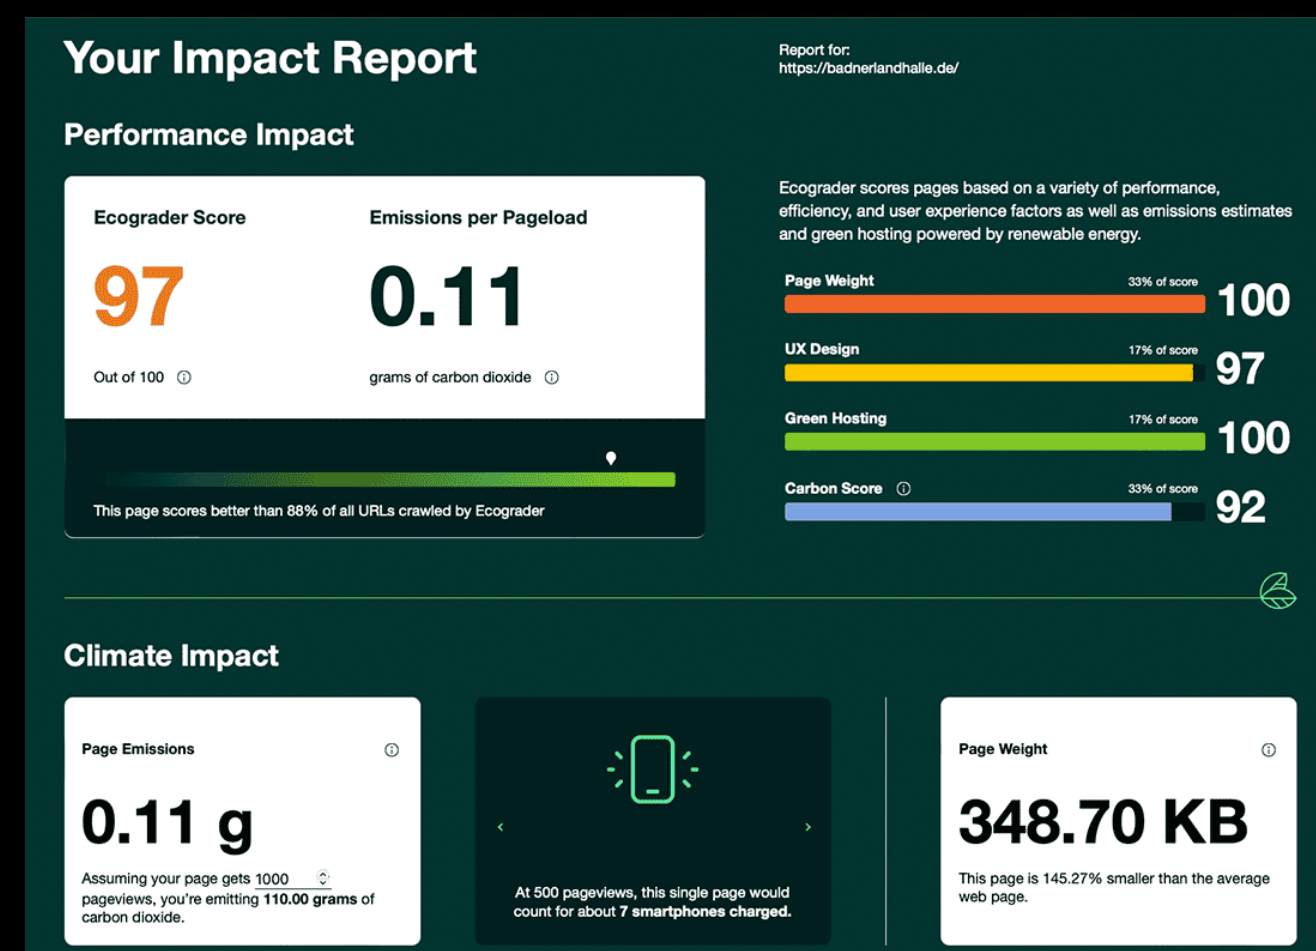 Your Impact Report
Report for:
https://badnerlandhalle.de/
Performance Impact
Ecograder Score
97
Out of 100
Emissions per Pageload
0.11
grams of carbon dioxide
This page scores better than 88% of all URLs crawled by Ecograder
Ecograder scores pages based on a variety of performance,
efficiency, and user experience factors as well as emissions estimates
and green hosting powered by renewable energy.
Page Weight 33% of score 100
UX Design 17% of score 97
Green Hosting 17% of score 100
Carbon Score 33% of score 92
Climate Impact
Page Emissions
0.11 g
Assuming your page gets 1000
pageviews, you're emitting 110.00 grams of
carbon dioxide.
At 500 pageviews, this single page would
count for about 7 smartphones charged.
Page Weight
348.70 KB
This page is 145.27% smaller than the average
web page.